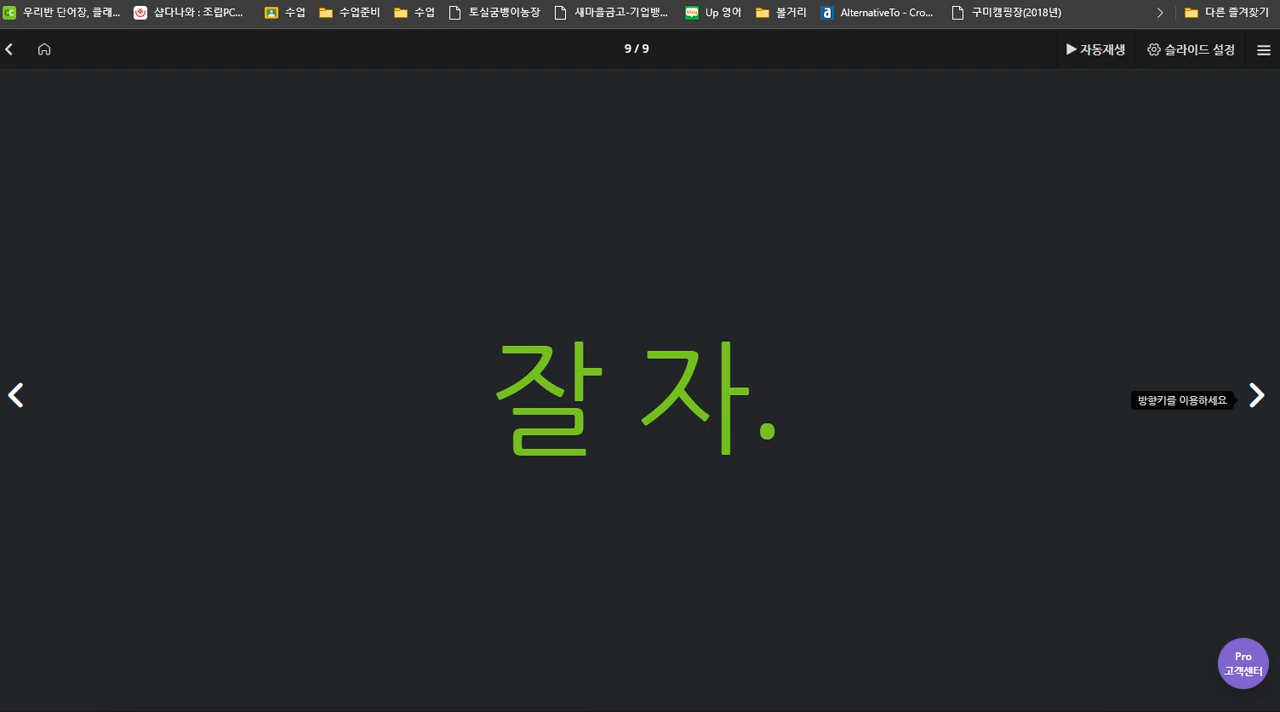 우리반 단어장, 클래... 샵다나와 : 조립PC... 수업 수업준비 수업 토실굼벵이농장 새마을금고-기업뱅... Up 영어 볼거리 AlternativeTo - Cro... 구미캠핑장(2018년) 다른 즐겨찾기
9 / 9 자동재생 슬라이드 설정
잘 자.
방향키를 이용하세요
Pro
고객센터